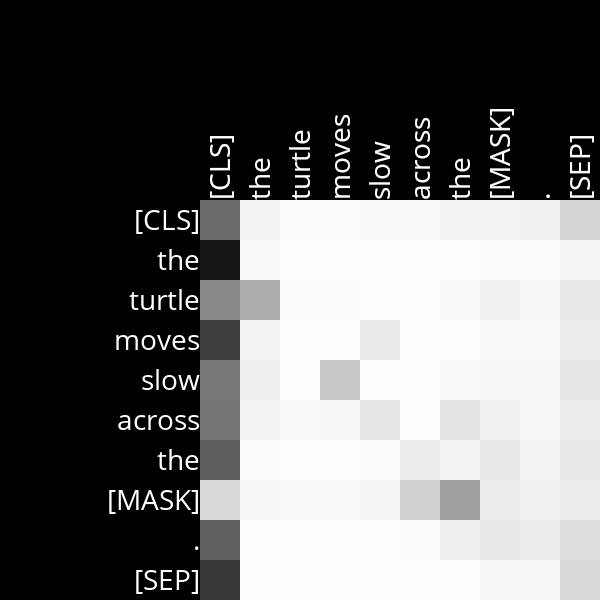 [CLS]
the
turtle
moves
slow
across
the
[MASK]
.
[SEP]
[CLS]
the
turtle
moves
slow
across
the
[MASK]
.
[SEP]